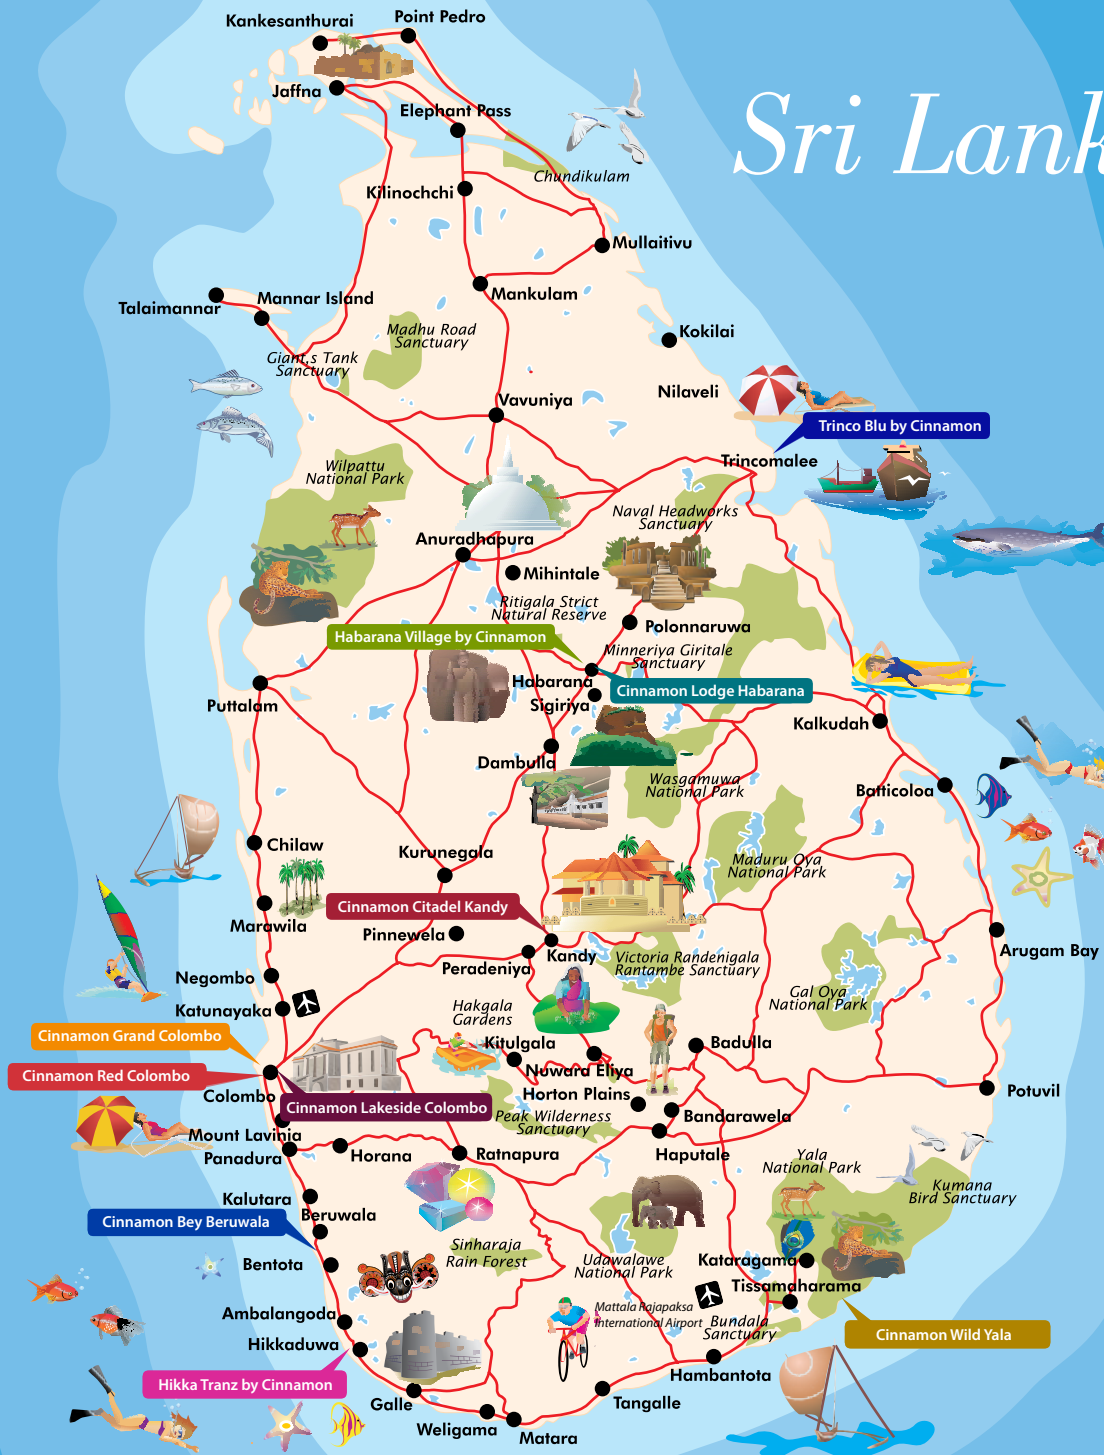 Kankesanthurai
Point Pedro
Jaffna
Elephant Pass
Sri Lank
Chundikulam
Kilinochchi
Mullaitivu
Mankulam
Talaimannar
Mannar Island
Madhu Road
Sanctuary
Kokilai
Giant,s Tank
Sanctuary
Nilaveli
Vavuniya
Trinco Blu by Cinnamon
Trincomalee
Wilpattu
National Park
Naval Headworks
Sanctuary
Anuradhapura
Mihintale
Ritigala Strict
Natural Reserve
Polonnaruwa
Habarana Village by Cinnamon
Minneriya Giritale
Sanctuary
Habarana
Cinnamon Lodge Habarana
Sigiriya
Puttalam
Kalkudah
Dambulla
Wasgamuwa
National Park
Batticoloa
Chilaw
Kurunegala
Maduru Oya
National Park
Cinnamon Citadel Kandy
Marawila
Pinnewela
Kandy
Arugam Bay
Peradeniya
Victoria Randenigala
Rantambe Sanctuary
Negombo
Katunayaka
Gal Oya
National Park
Hakgala
Gardens
Cinnamon Grand Colombo
Kitulgala
Badulla
Nuwara Eliya
Cinnamon Red Colombo
Colombo
Horton Plains
Potuvil
Cinnamon Lakeside Colombo
Peak Wilderness
Sanctuary
Bandarawela
Mount Lavinia
Panadura
Horana
Ratnapura
Haputale
Yala
National Park
Kumana
Bird Sanctuary
Kalutara
Beruwala
Cinnamon Bey Beruwala
Bentota
Sinharaja
Rain Forest
Udawalawe
National Park
Kataragama
Tissamaharama
Ambalangoda
Mattala Rajapaksa
International Airport
Bundala
Sanctuary
Cinnamon Wild Yala
Hikkaduwa
Hikka Tranz by Cinnamon
Hambantota
Galle
Tangalle
Weligama
Matara